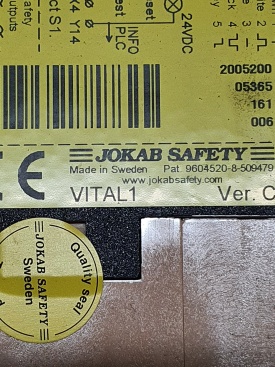 24VDC
INFO
PLC
Y14
2005200
05365
161
006
CE
JOKAB SAFETY
Made in Sweden Pat. 9604520-8-509479
www.jokabsafety.com
VITAL1 Ver. C
Quality seal
JOKAB SAFETY
Sweden